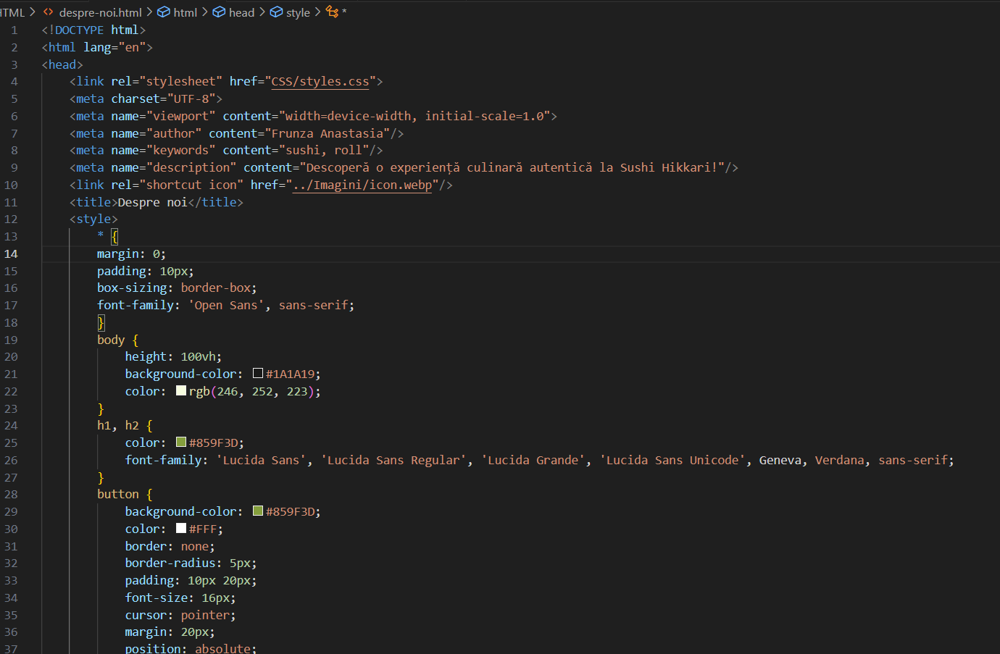 HTML > despre-noi.html > html > head > style > *
1 <!DOCTYPE html>
2 <html lang="en">
3 <head>
4 <link rel="stylesheet" href="CSS/styles.css">
5 <meta charset="UTF-8">
6 <meta name="viewport" content="width=device-width, initial-scale=1.0">
7 <meta name="author" content="Frunza Anastasia"/>
8 <meta name="keywords" content="sushi, roll"/>
9 <meta name="description" content="Descoperă o experiență culinară autentică la Sushi Hikkari!"/>
10 <link rel="shortcut icon" href="../Imagini/icon.webp"/>
11 <title>Despre noi</title>
12 <style>
13 * {
14 margin: 0;
15 padding: 10px;
16 box-sizing: border-box;
17 font-family: 'Open Sans', sans-serif;
18 }
19 body {
20 height: 100vh;
21 background-color: #1A1A19;
22 color: rgb(246, 252, 223);
23 }
24 h1, h2 {
25 color: #859F3D;
26 font-family: 'Lucida Sans', 'Lucida Sans Regular', 'Lucida Grande', 'Lucida Sans Unicode', Geneva, Verdana, sans-serif;
27 }
28 button {
29 background-color: #859F3D;
30 color: #FFF;
31 border: none;
32 border-radius: 5px;
33 padding: 10px 20px;
34 font-size: 16px;
35 cursor: pointer;
36 margin: 20px;
37 position: absolute;